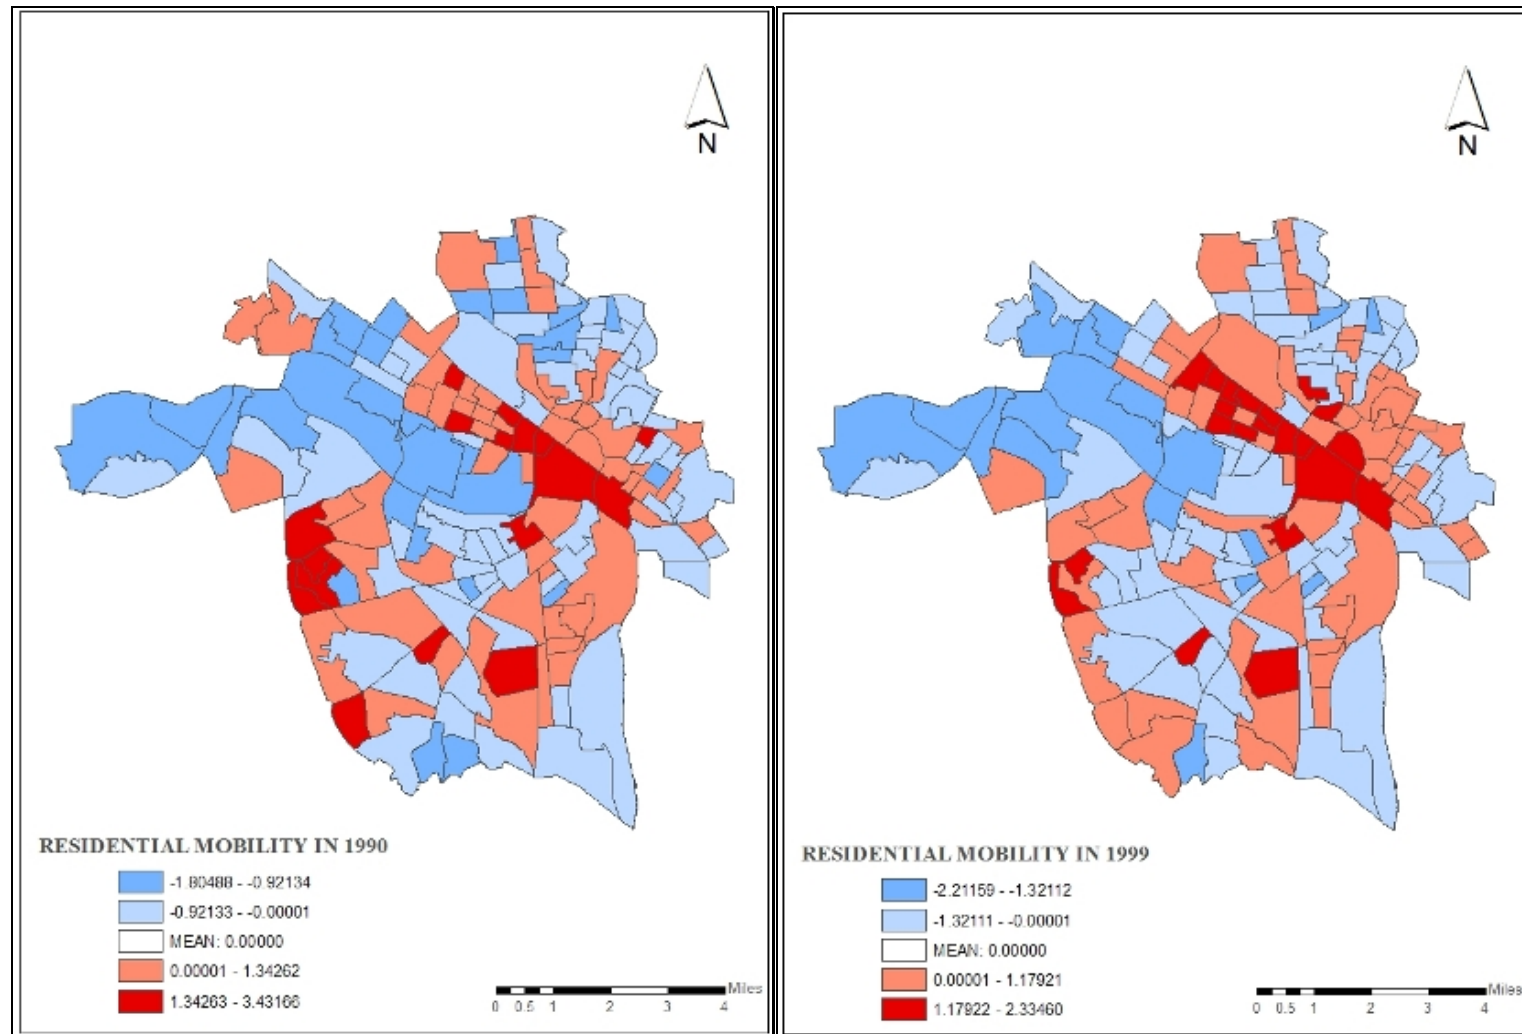 N
RESIDENTIAL MOBILITY IN 1990
-1.80488 - -0.92134
-0.92133 - -0.00001
MEAN: 0.00000
0.00001 - 1.34262
1.34263 - 3.43166
Miles
0 0.5 1 2 3 4
N
RESIDENTIAL MOBILITY IN 1999
-2.21159 - -1.32112
-1.32111 - -0.00001
MEAN: 0.00000
0.00001 - 1.17921
1.17922 - 2.33460
Miles
0 0.5 1 2 3 4